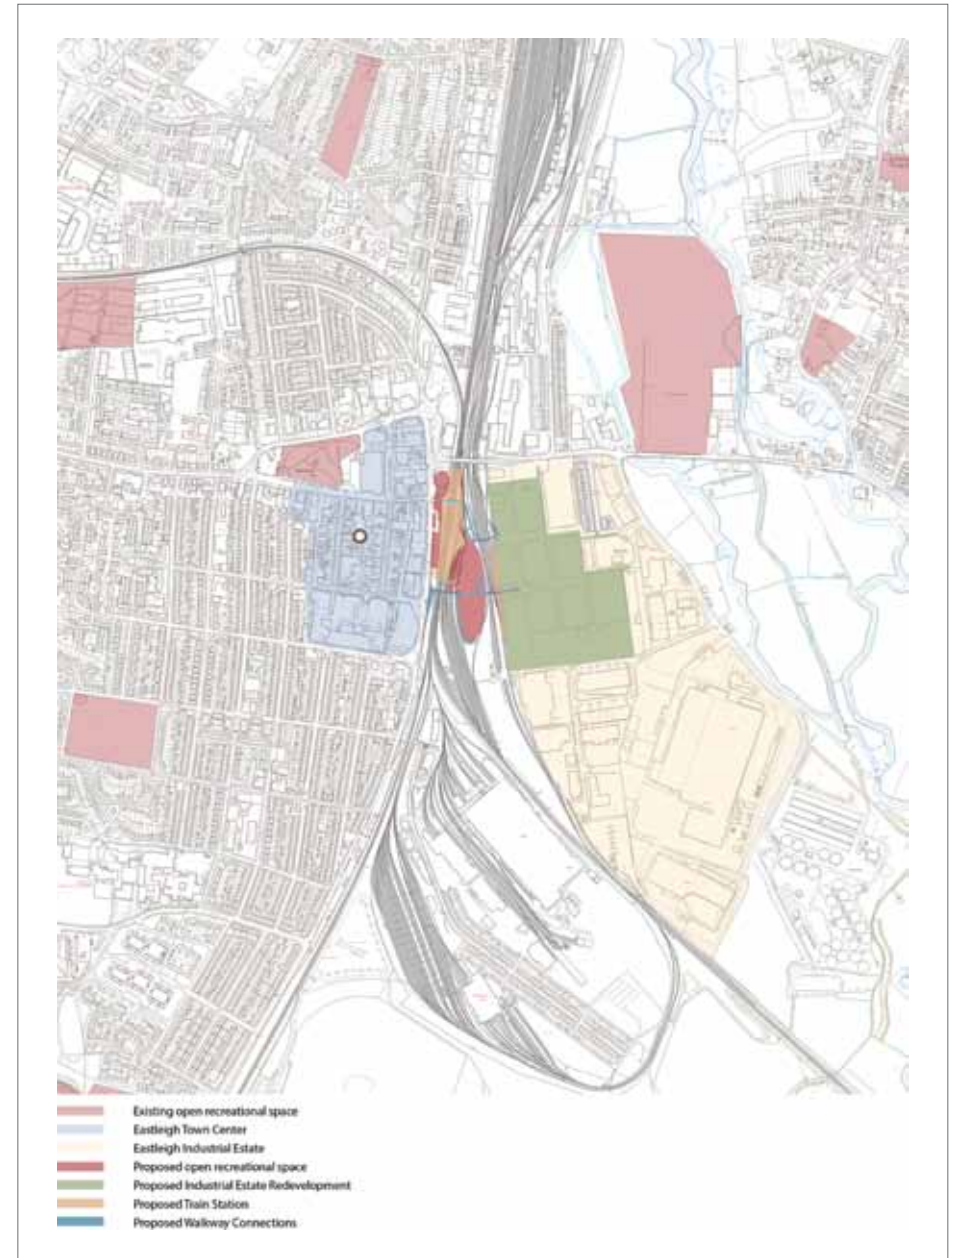 Existing open recreational space
Eastleigh Town Center
Eastleigh Industrial Estate
Proposed open recreational space
Proposed Industrial Estate Redevelopment
Proposed Train Station
Proposed Walkway Connections